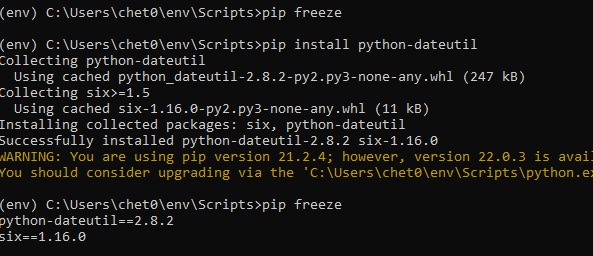 (env) C:\Users\chet0\env\Scripts>pip freeze
(env) C:\Users\chet0\env\Scripts>pip install python-dateutil
Collecting python-dateutil
  Using cached python_dateutil-2.8.2-py2.py3-none-any.whl (247 kB)
Collecting six>=1.5
  Using cached six-1.16.0-py2.py3-none-any.whl (11 kB)
Installing collected packages: six, python-dateutil
Successfully installed python-dateutil-2.8.2 six-1.16.0
WARNING: You are using pip version 21.2.4; however, version 22.0.3 is avai
You should consider upgrading via the 'C:\Users\chet0\env\Scripts\python.ex
(env) C:\Users\chet0\env\Scripts>pip freeze
python-dateutil==2.8.2
six==1.16.0